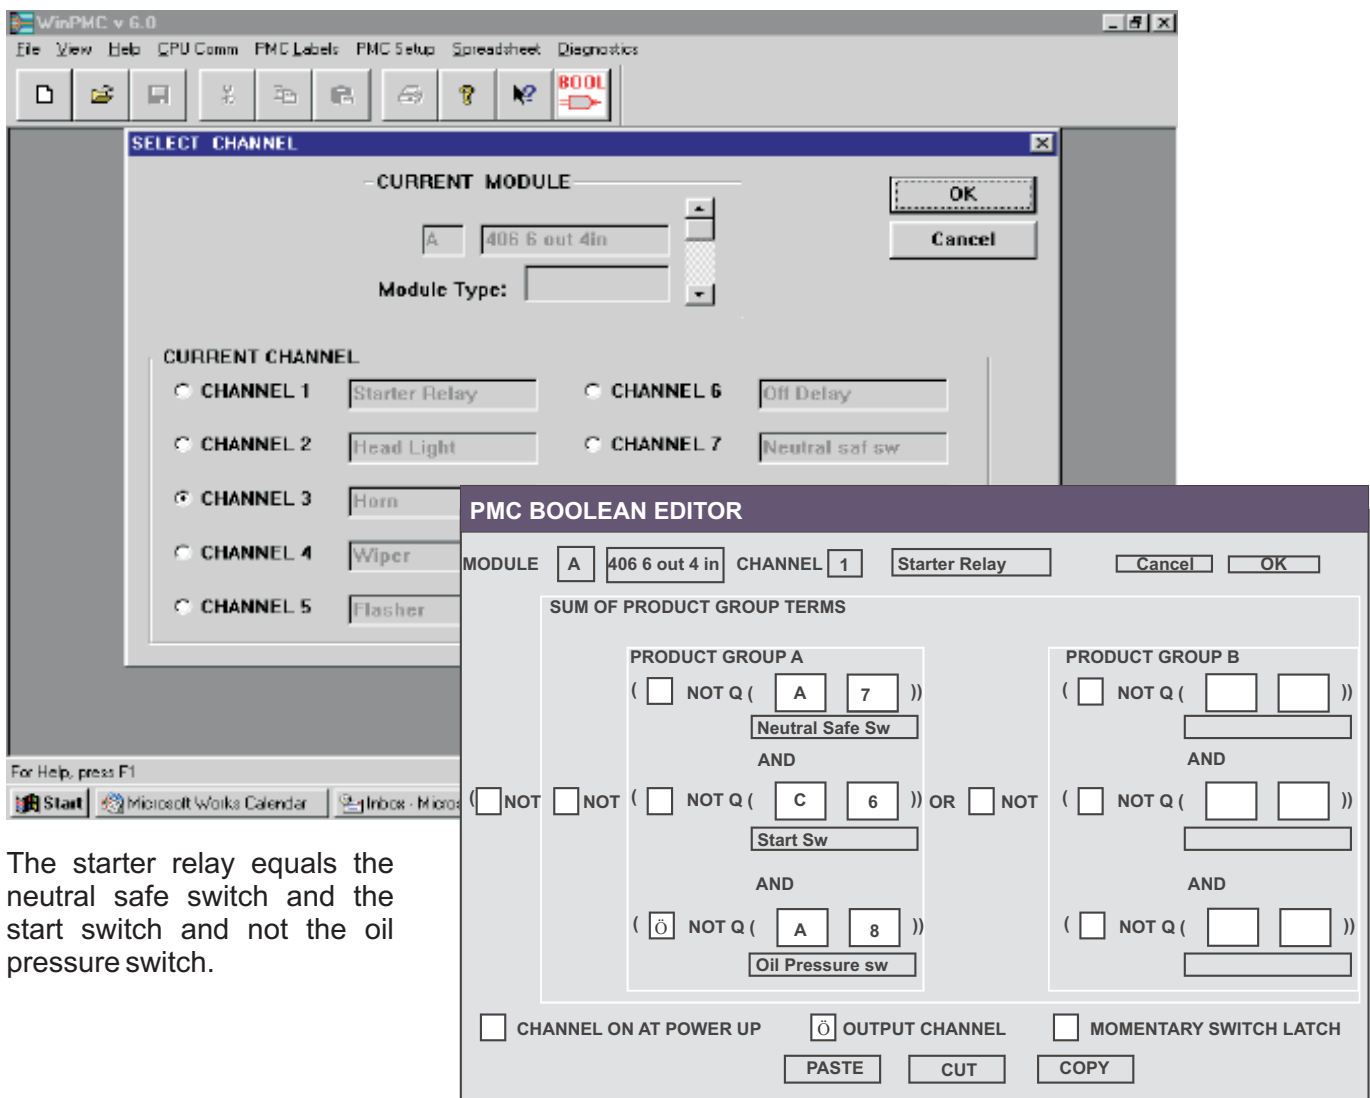 WinPMC v 6.0
File View Help CPU Comm PMC Labels PMC Setup Spreadsheet Diagnostics
BOOL
SELECT CHANNEL
CURRENT MODULE
OK
A 406 6 out 4in
Cancel
Module Type:
CURRENT CHANNEL
CHANNEL 1 Starter Relay CHANNEL 6 Off Delay
CHANNEL 2 Head Light CHANNEL 7 Neutral saf sw
CHANNEL 3 Horn
CHANNEL 4 Wiper
CHANNEL 5 Flasher
For Help, press F1
Start Microsoft Works Calendar Inbox - Micros
PMC BOOLEAN EDITOR
MODULE A 406 6 out 4 in CHANNEL 1 Starter Relay Cancel OK
SUM OF PRODUCT GROUP TERMS
PRODUCT GROUP A PRODUCT GROUP B
( NOT Q ( A 7 )) ( NOT Q ( ))
Neutral Safe Sw
AND AND
( NOT NOT ( NOT Q ( C 6 )) OR NOT ( NOT Q ( ))
Start Sw
AND AND
( Ö NOT Q ( A 8 )) ( NOT Q ( ))
Oil Pressure sw
CHANNEL ON AT POWER UP Ö OUTPUT CHANNEL MOMENTARY SWITCH LATCH
PASTE CUT COPY
The starter relay equals the
neutral safe switch and the
start switch and not the oil
pressure switch.